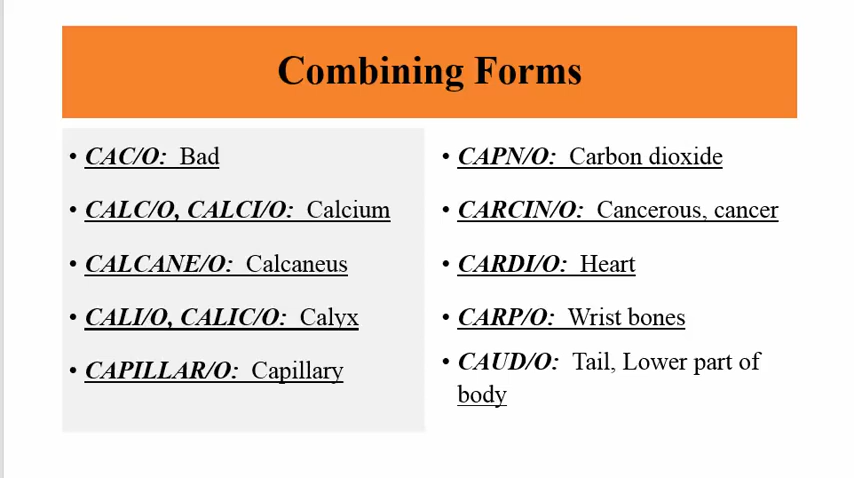 Combining Forms
• CAC/O: Bad
• CALC/O, CALCI/O: Calcium
• CALCANE/O: Calcaneus
• CALI/O, CALIC/O: Calyx
• CAPILLAR/O: Capillary
• CAPN/O: Carbon dioxide
• CARCIN/O: Cancerous, cancer
• CARDI/O: Heart
• CARP/O: Wrist bones
• CAUD/O: Tail, Lower part of
body